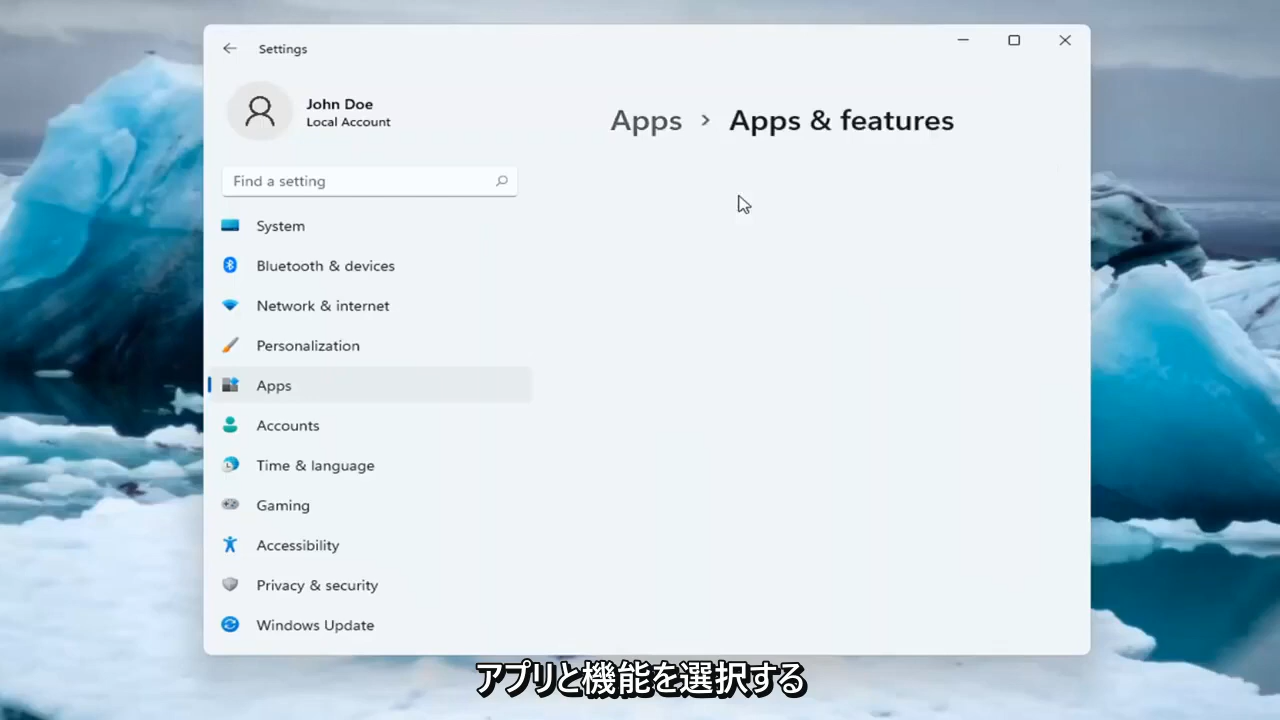 Settings
John Doe
Local Account
Find a setting
System
Bluetooth & devices
Network & internet
Personalization
Apps
Accounts
Time & language
Gaming
Accessibility
Privacy & security
Windows Update
Apps > Apps & features
アプリと機能を選択する